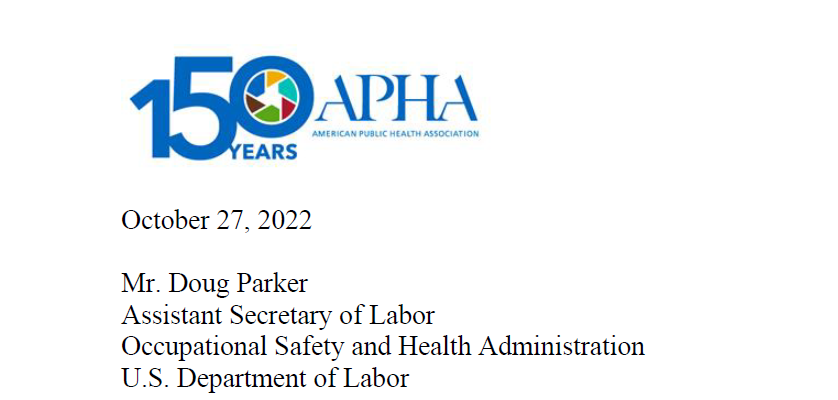 150 APHA
AMERICAN PUBLIC HEALTH ASSOCIATION
YEARS
October 27, 2022
Mr. Doug Parker
Assistant Secretary of Labor
Occupational Safety and Health Administration
U.S. Department of Labor